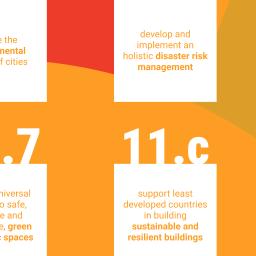 e the
mental
f cities
develop and
implement an
holistic disaster risk
management
.7
11.c
niversal
o safe,
e and
e, green
c spaces
support least
developed countries
in building
sustainable and
resilient buildings